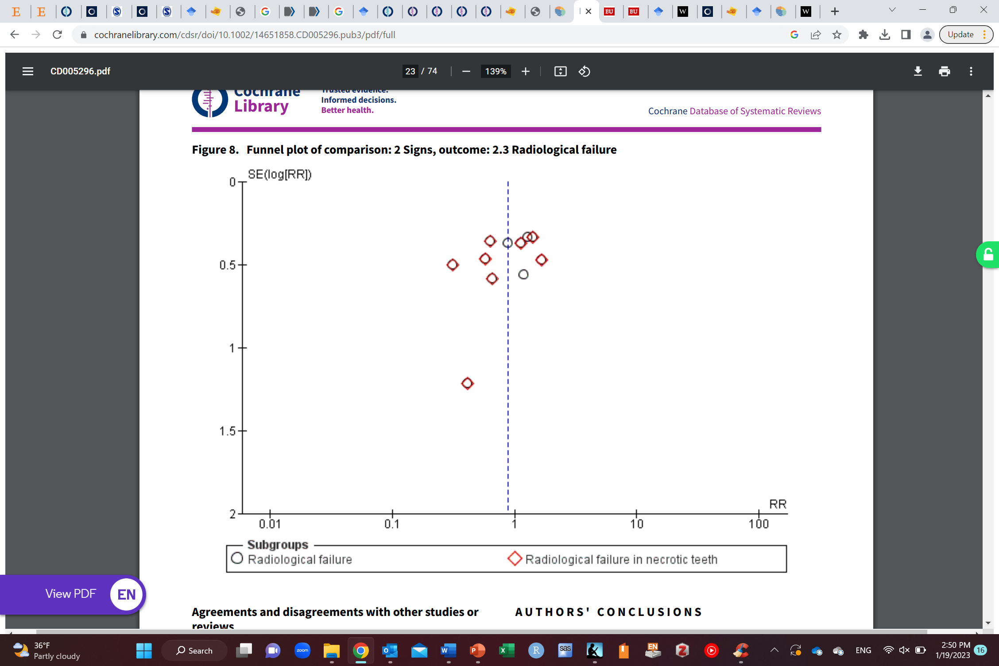 cochranelibrary.com/cdsr/doi/10.1002/14651858.CD005296.pub3/pdf/full
Update
CD005296.pdf
23 / 74
139%
Cochrane
Library
Trusted evidence.
Informed decisions.
Better health.
Cochrane Database of Systematic Reviews
Figure 8. Funnel plot of comparison: 2 Signs, outcome: 2.3 Radiological failure
SE(log[RR])
0
0.5
1
1.5
2
RR
0.01
0.1
1
10
100
Subgroups
Radiological failure
Radiological failure in necrotic teeth
View PDF
EN
Agreements and disagreements with other studies or
reviews
AUTHORS' CONCLUSIONS
36°F
Partly cloudy
Search
zoom
sas
EN
ENG
2:50 PM
1/19/2023
16